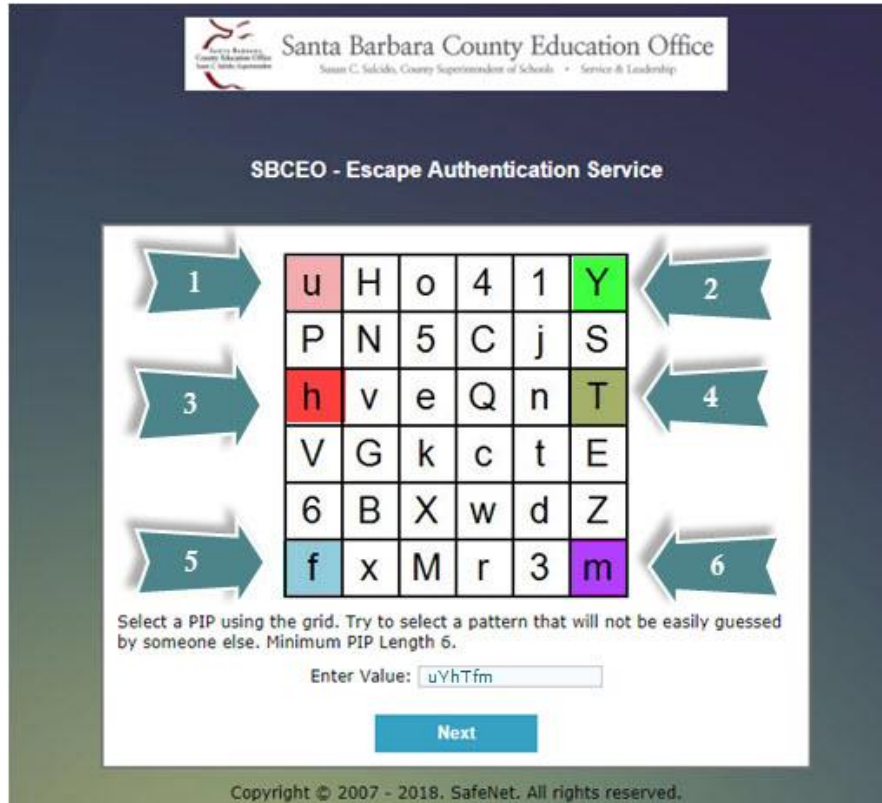 Santa Barbara County Education Office
Susan C. Salcido, County Superintendent of Schools • Service & Leadership
SBCEO - Escape Authentication Service
1 u H o 4 1 Y 2
P N 5 C j S
3 h v e Q n T 4
V G k c t E
6 B X w d Z
5 f x M r 3 m 6
Select a PIP using the grid. Try to select a pattern that will not be easily guessed
by someone else. Minimum PIP Length 6.
Enter Value: uYhTfm
Next
Copyright © 2007 - 2018. SafeNet. All rights reserved.